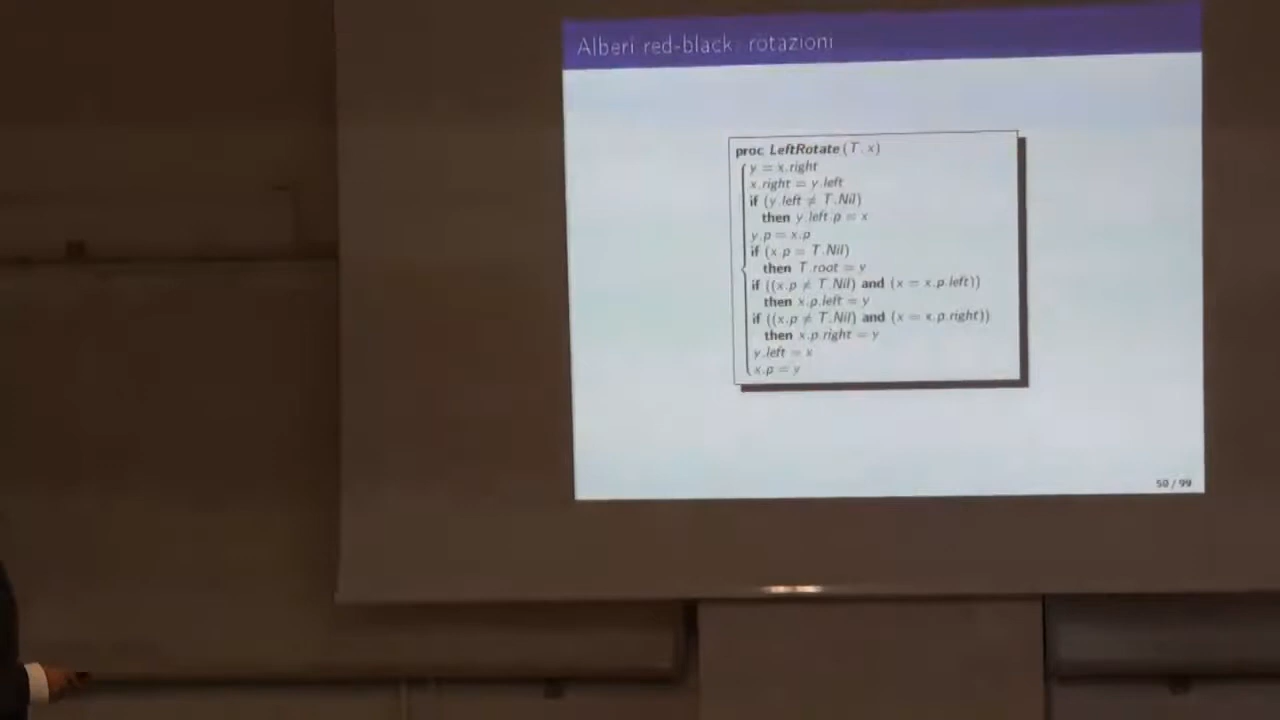 Alberi red-black: rotazioni
proc LeftRotate (T, x)
y = x.right
x.right = y.left
if (y.left ≠ T.Nil)
then y.left.p = x
y.p = x.p
if (x.p = T.Nil)
then T.root = y
if ((x.p ≠ T.Nil) and (x = x.p.left))
then x.p.left = y
if ((x.p ≠ T.Nil) and (x = x.p.right))
then x.p.right = y
y.left = x
x.p = y
50 / 99